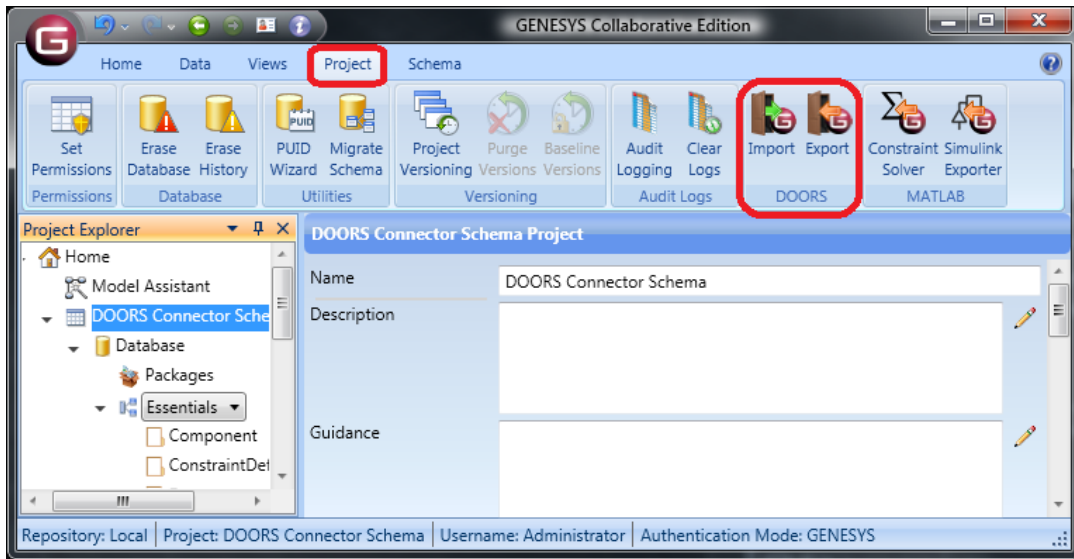 GENESYS Collaborative Edition
G
Home Data Views Project Schema
Set Permissions
Erase Database
Erase History
PUID Wizard
Migrate Schema
Project Versioning
Purge Versions
Baseline Versions
Audit Logging
Clear Logs
Import
Export
Constraint Solver
Simulink Exporter
Permissions Database Utilities Versioning Audit Logs DOORS MATLAB
Project Explorer
Home
Model Assistant
DOORS Connector Sche
Database
Packages
Essentials
Component
ConstraintDef
DOORS Connector Schema Project
Name DOORS Connector Schema
Description
Guidance
Repository: Local Project: DOORS Connector Schema Username: Administrator Authentication Mode: GENESYS